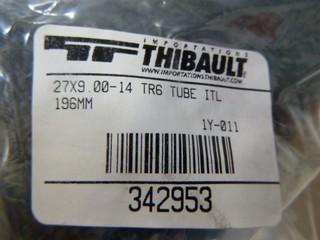 IMPORTATIONS
THIBAULT
WWW.IMPORTATIONSTHIBAULT.COM
27X9.00-14 TR6 TUBE ITL
196MM
1Y-011
342953